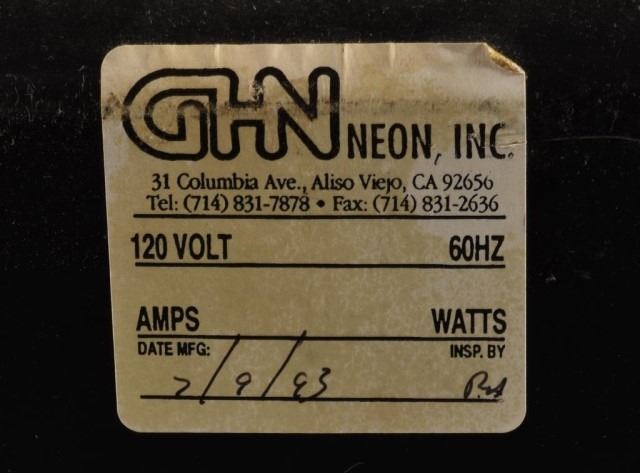 GHN NEON, INC.
31 Columbia Ave., Aliso Viejo, CA 92656
Tel: (714) 831-7878 • Fax: (714) 831-2636
120 VOLT 60HZ
AMPS WATTS
DATE MFG: INSP. BY
7/9/93